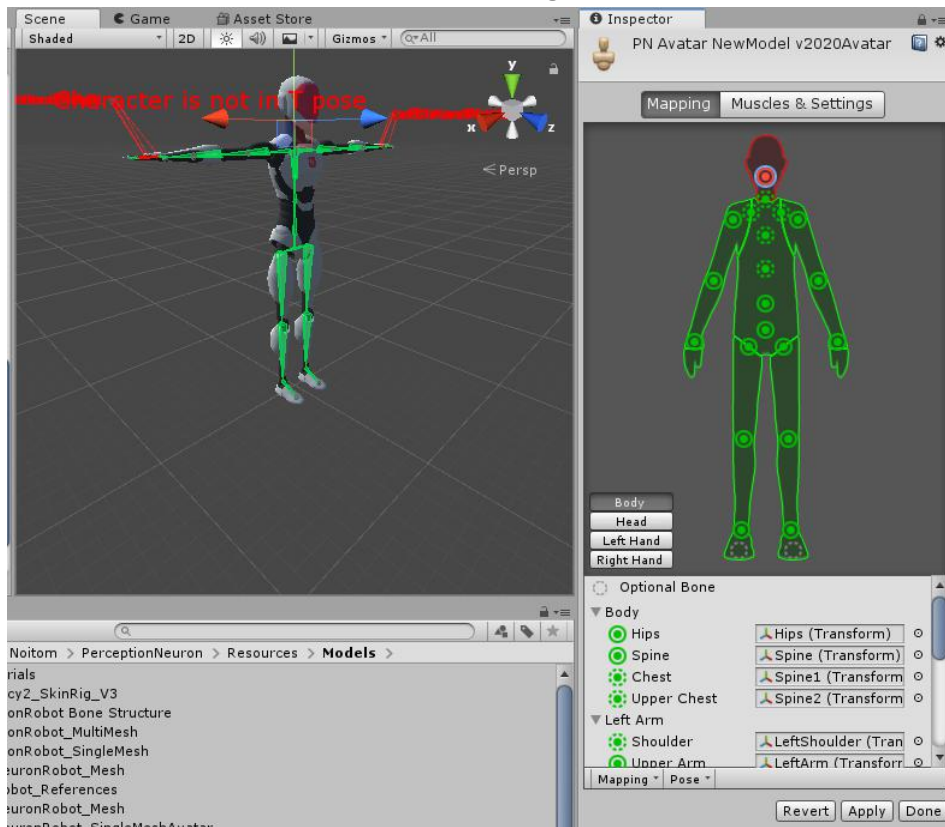 Scene Game Asset Store
Shaded 2D Gizmos All
Character is not in T pose
y
x
z
Persp
Noitom > PerceptionNeuron > Resources > Models >
rials
cy2_SkinRig_V3
onRobot Bone Structure
onRobot_MultiMesh
onRobot_SingleMesh
euronRobot_Mesh
obot_References
euronRobot_Mesh
euronRobot_SingleMeshAvatar
Inspector
PN Avatar NewModel v2020Avatar
Mapping Muscles & Settings
Body
Head
Left Hand
Right Hand
Optional Bone
Body
Hips Hips (Transform)
Spine Spine (Transform)
Chest Spine1 (Transform
Upper Chest Spine2 (Transform
Left Arm
Shoulder LeftShoulder (Tran
Upper Arm LeftArm (Transforr
Mapping Pose
Revert Apply Done